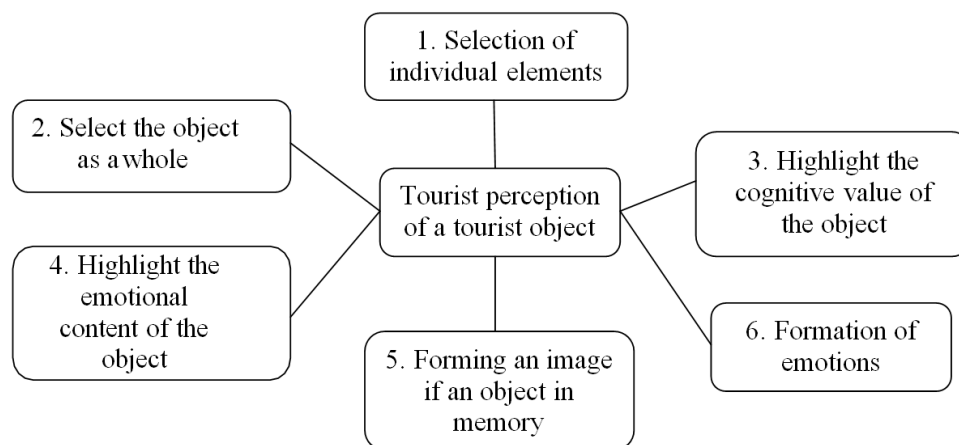 1. Selection of
individual elements
2. Select the object
as a whole
Tourist perception
of a tourist object
3. Highlight the
cognitive value of
the object
4. Highlight the
emotional
content of the
object
5. Forming an image
if an object in
memory
6. Formation of
emotions